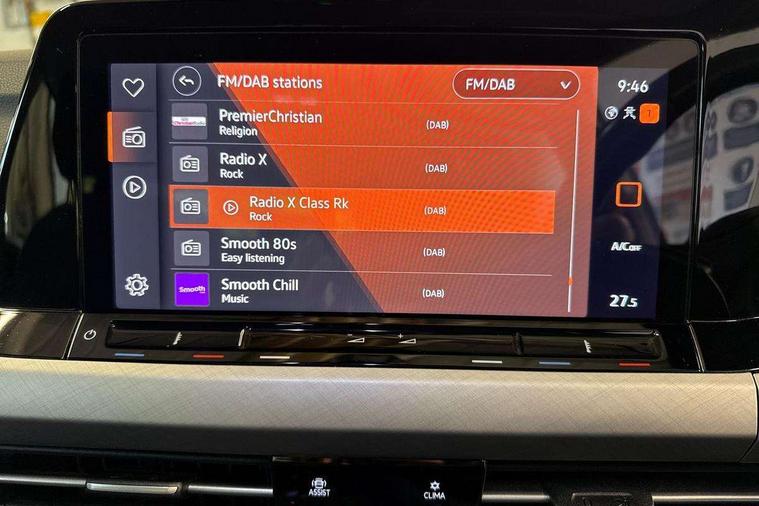 FM/DAB stations
FM/DAB
9:46
PremierChristian
Religion
(DAB)
Radio X
Rock
(DAB)
Radio X Class Rk
Rock
(DAB)
Smooth 80s
Easy listening
(DAB)
Smooth
Smooth Chill
Music
(DAB)
A/C OFF
27.5
ASSIST
CLIMA